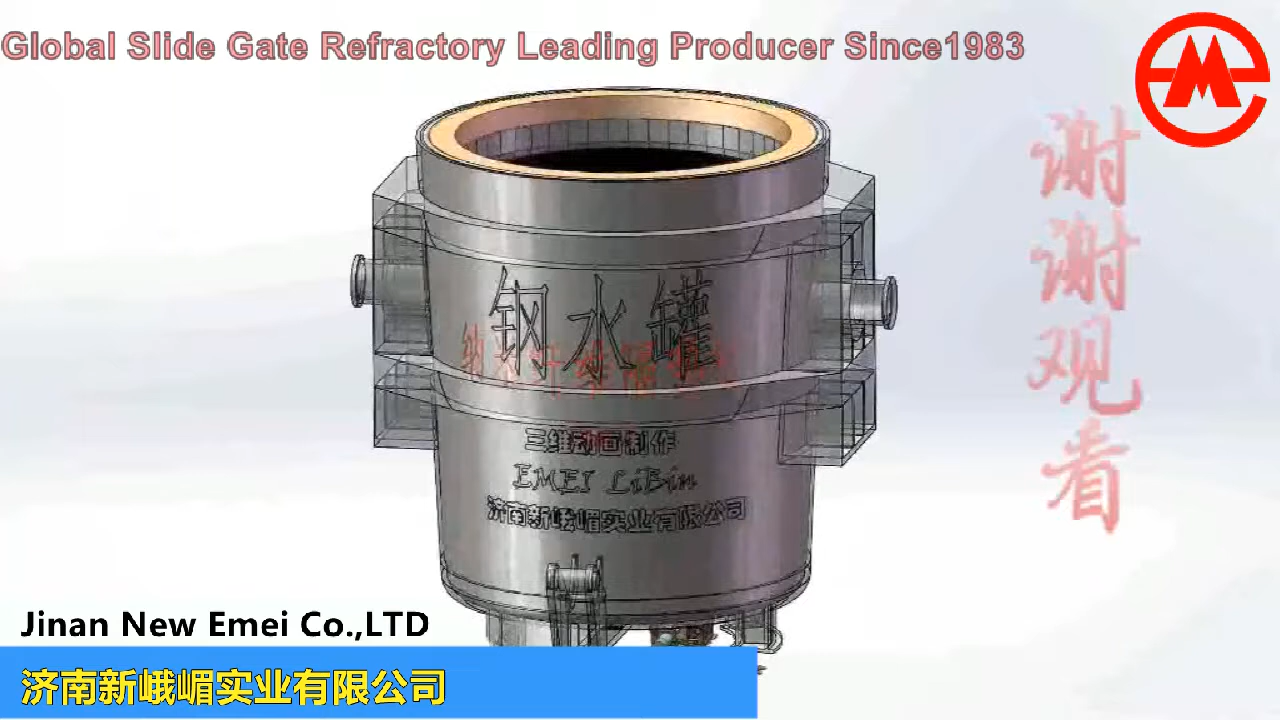 Global Slide Gate Refractory Leading Producer Since1983
谢谢观看
钢水罐
三维动画制作
EMEI LiBin
济南新峨嵋实业有限公司
Jinan New Emei Co.,LTD
济南新峨嵋实业有限公司